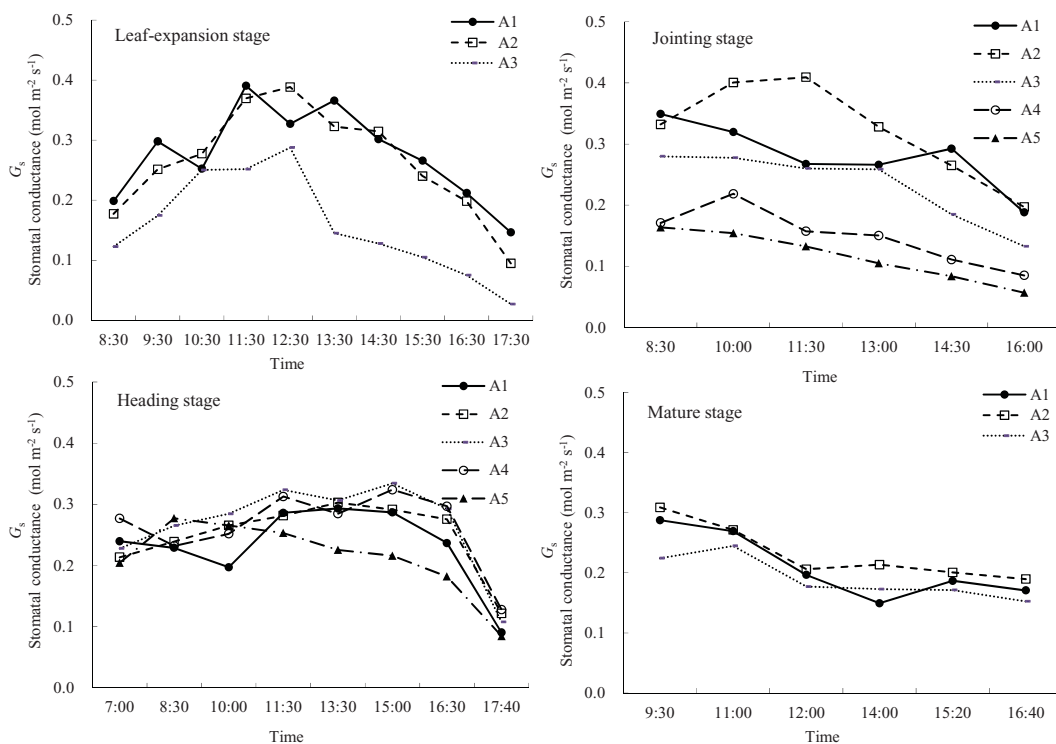 Leaf-expansion stage
A1
A2
A3
0.5
0.4
0.3
0.2
0.1
0.0
Gs
Stomatal conductance (mol m-2 s-1)
8:30 9:30 10:30 11:30 12:30 13:30 14:30 15:30 16:30 17:30
Time
Jointing stage
A1
A2
A3
A4
A5
0.5
0.4
0.3
0.2
0.1
0.0
Gs
Stomatal conductance (mol m-2 s-1)
8:30 10:00 11:30 13:00 14:30 16:00
Time
Heading stage
A1
A2
A3
A4
A5
0.5
0.4
0.3
0.2
0.1
0.0
Gs
Stomatal conductance (mol m-2 s-1)
7:00 8:30 10:00 11:30 13:30 15:00 16:30 17:40
Time
Mature stage
A1
A2
A3
0.5
0.4
0.3
0.2
0.1
0.0
Gs
Stomatal conductance (mol m-2 s-1)
9:30 11:00 12:00 14:00 15:20 16:40
Time